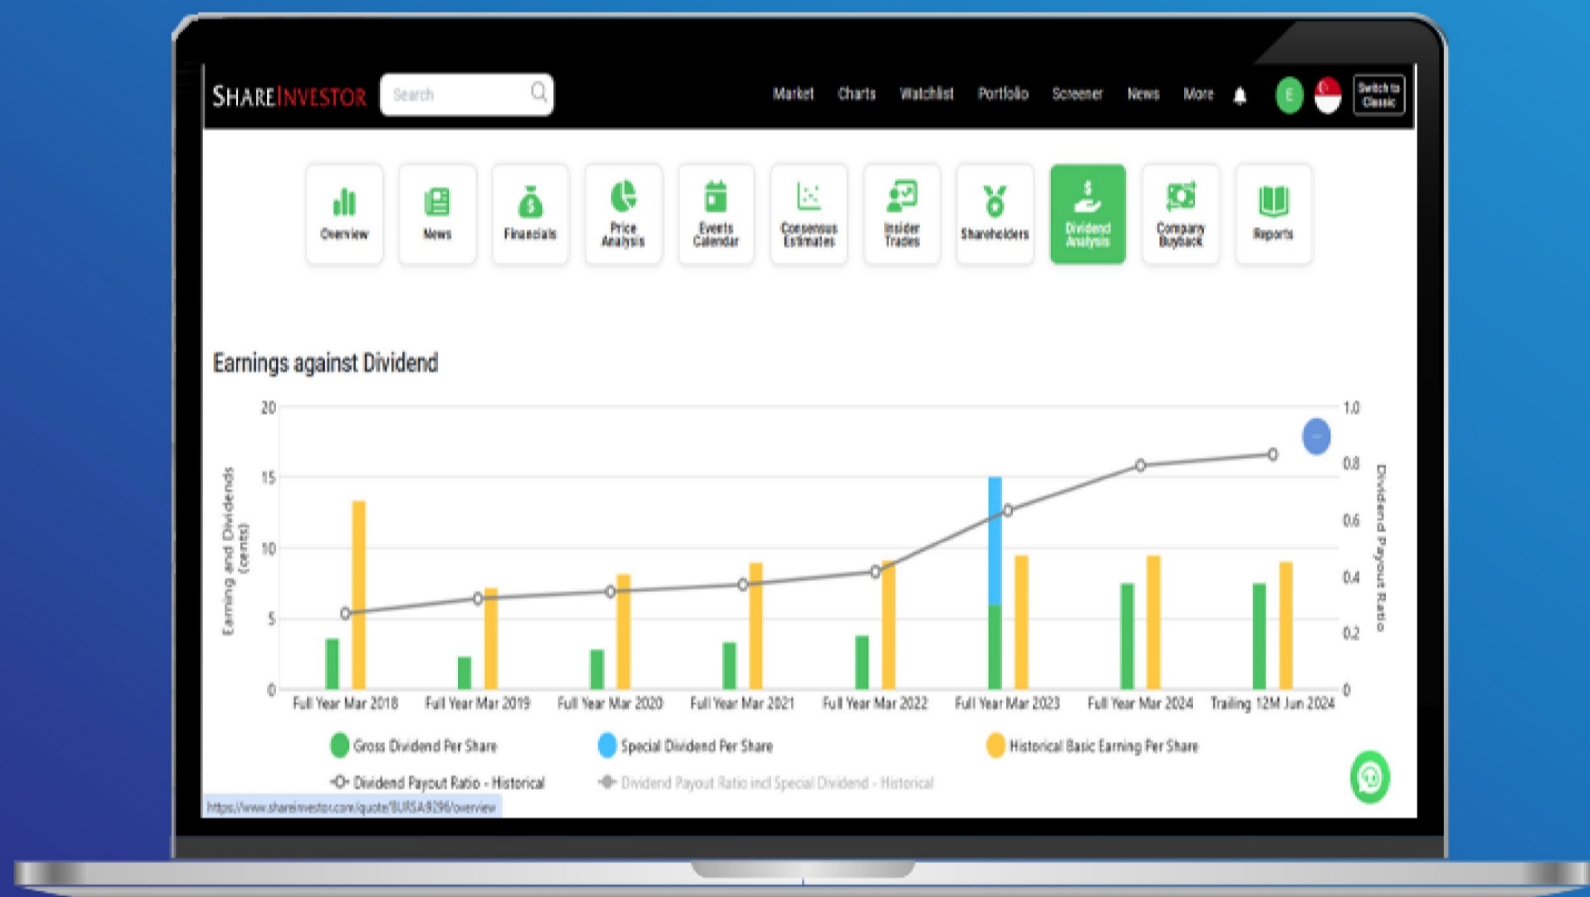 SHAREINVESTOR
Search
Market Charts Watchlist Portfolio Screener News More
E
Switch to
Classic
Overview
News
Financials
Price
Analysis
Events
Calendar
Consensus
Estimates
Insider
Trades
Shareholders
Dividend
Analysis
Company
Buyback
Reports
Earnings against Dividend
20
15
10
5
0
Earning and Dividends
(cents)
1.0
0.8
0.6
0.4
0.2
0
Dividend Payout Ratio
Full Year Mar 2018 Full Year Mar 2019 Full Year Mar 2020 Full Year Mar 2021 Full Year Mar 2022 Full Year Mar 2023 Full Year Mar 2024 Trailing 12M Jun 2024
Gross Dividend Per Share Special Dividend Per Share Historical Basic Earning Per Share
Dividend Payout Ratio - Historical Dividend Payout Ratio incl Special Dividend - Historical
https://www.shareinvestor.com/quote/BURSA:9296/overview